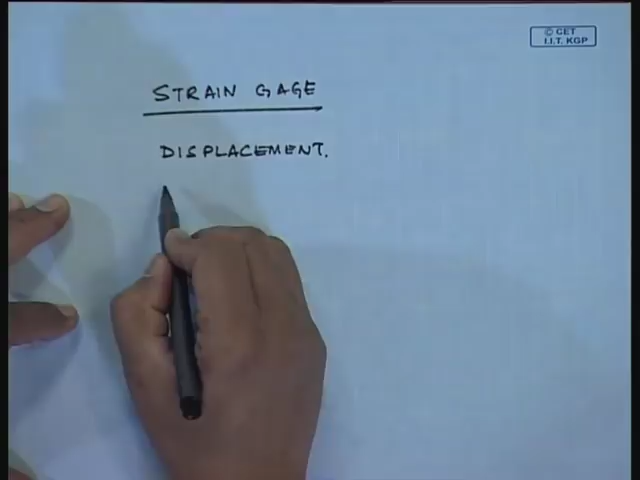 © CET
I.I.T. KGP
STRAIN GAGE
DISPLACEMENT.